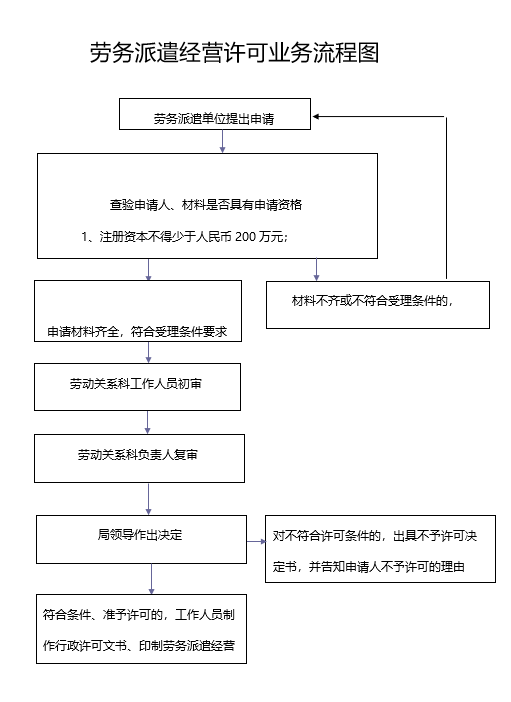 劳务派遣经营许可业务流程图
劳务派遣单位提出申请
查验申请人、材料是否具有申请资格
1、注册资本不得少于人民币 200 万元；
材料不齐或不符合受理条件的，
申请材料齐全，符合受理条件要求
劳动关系科工作人员初审
劳动关系科负责人复审
局领导作出决定
对不符合许可条件的，出具不予许可决
定书，并告知申请人不予许可的理由
符合条件、准予许可的，工作人员制
作行政许可文书、印制劳务派遣经营